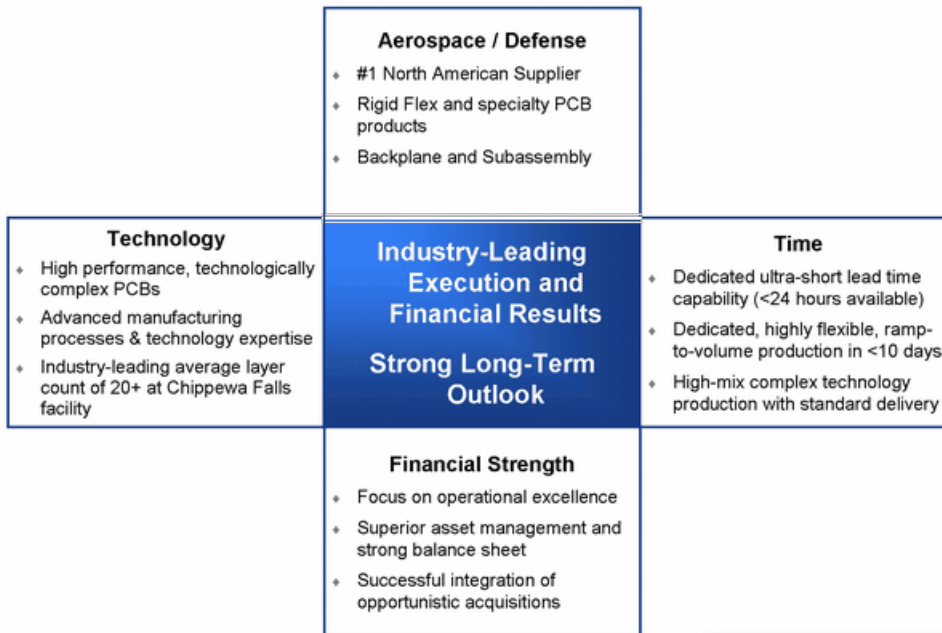 Aerospace / Defense
#1 North American Supplier
Rigid Flex and specialty PCB
products
Backplane and Subassembly
Technology
High performance, technologically
complex PCBs
Advanced manufacturing
processes & technology expertise
Industry-leading average layer
count of 20+ at Chippewa Falls
facility
Industry-Leading
Execution and
Financial Results
Strong Long-Term
Outlook
Time
Dedicated ultra-short lead time
capability (<24 hours available)
Dedicated, highly flexible, ramp-
to-volume production in <10 days
High-mix complex technology
production with standard delivery
Financial Strength
Focus on operational excellence
Superior asset management and
strong balance sheet
Successful integration of
opportunistic acquisitions